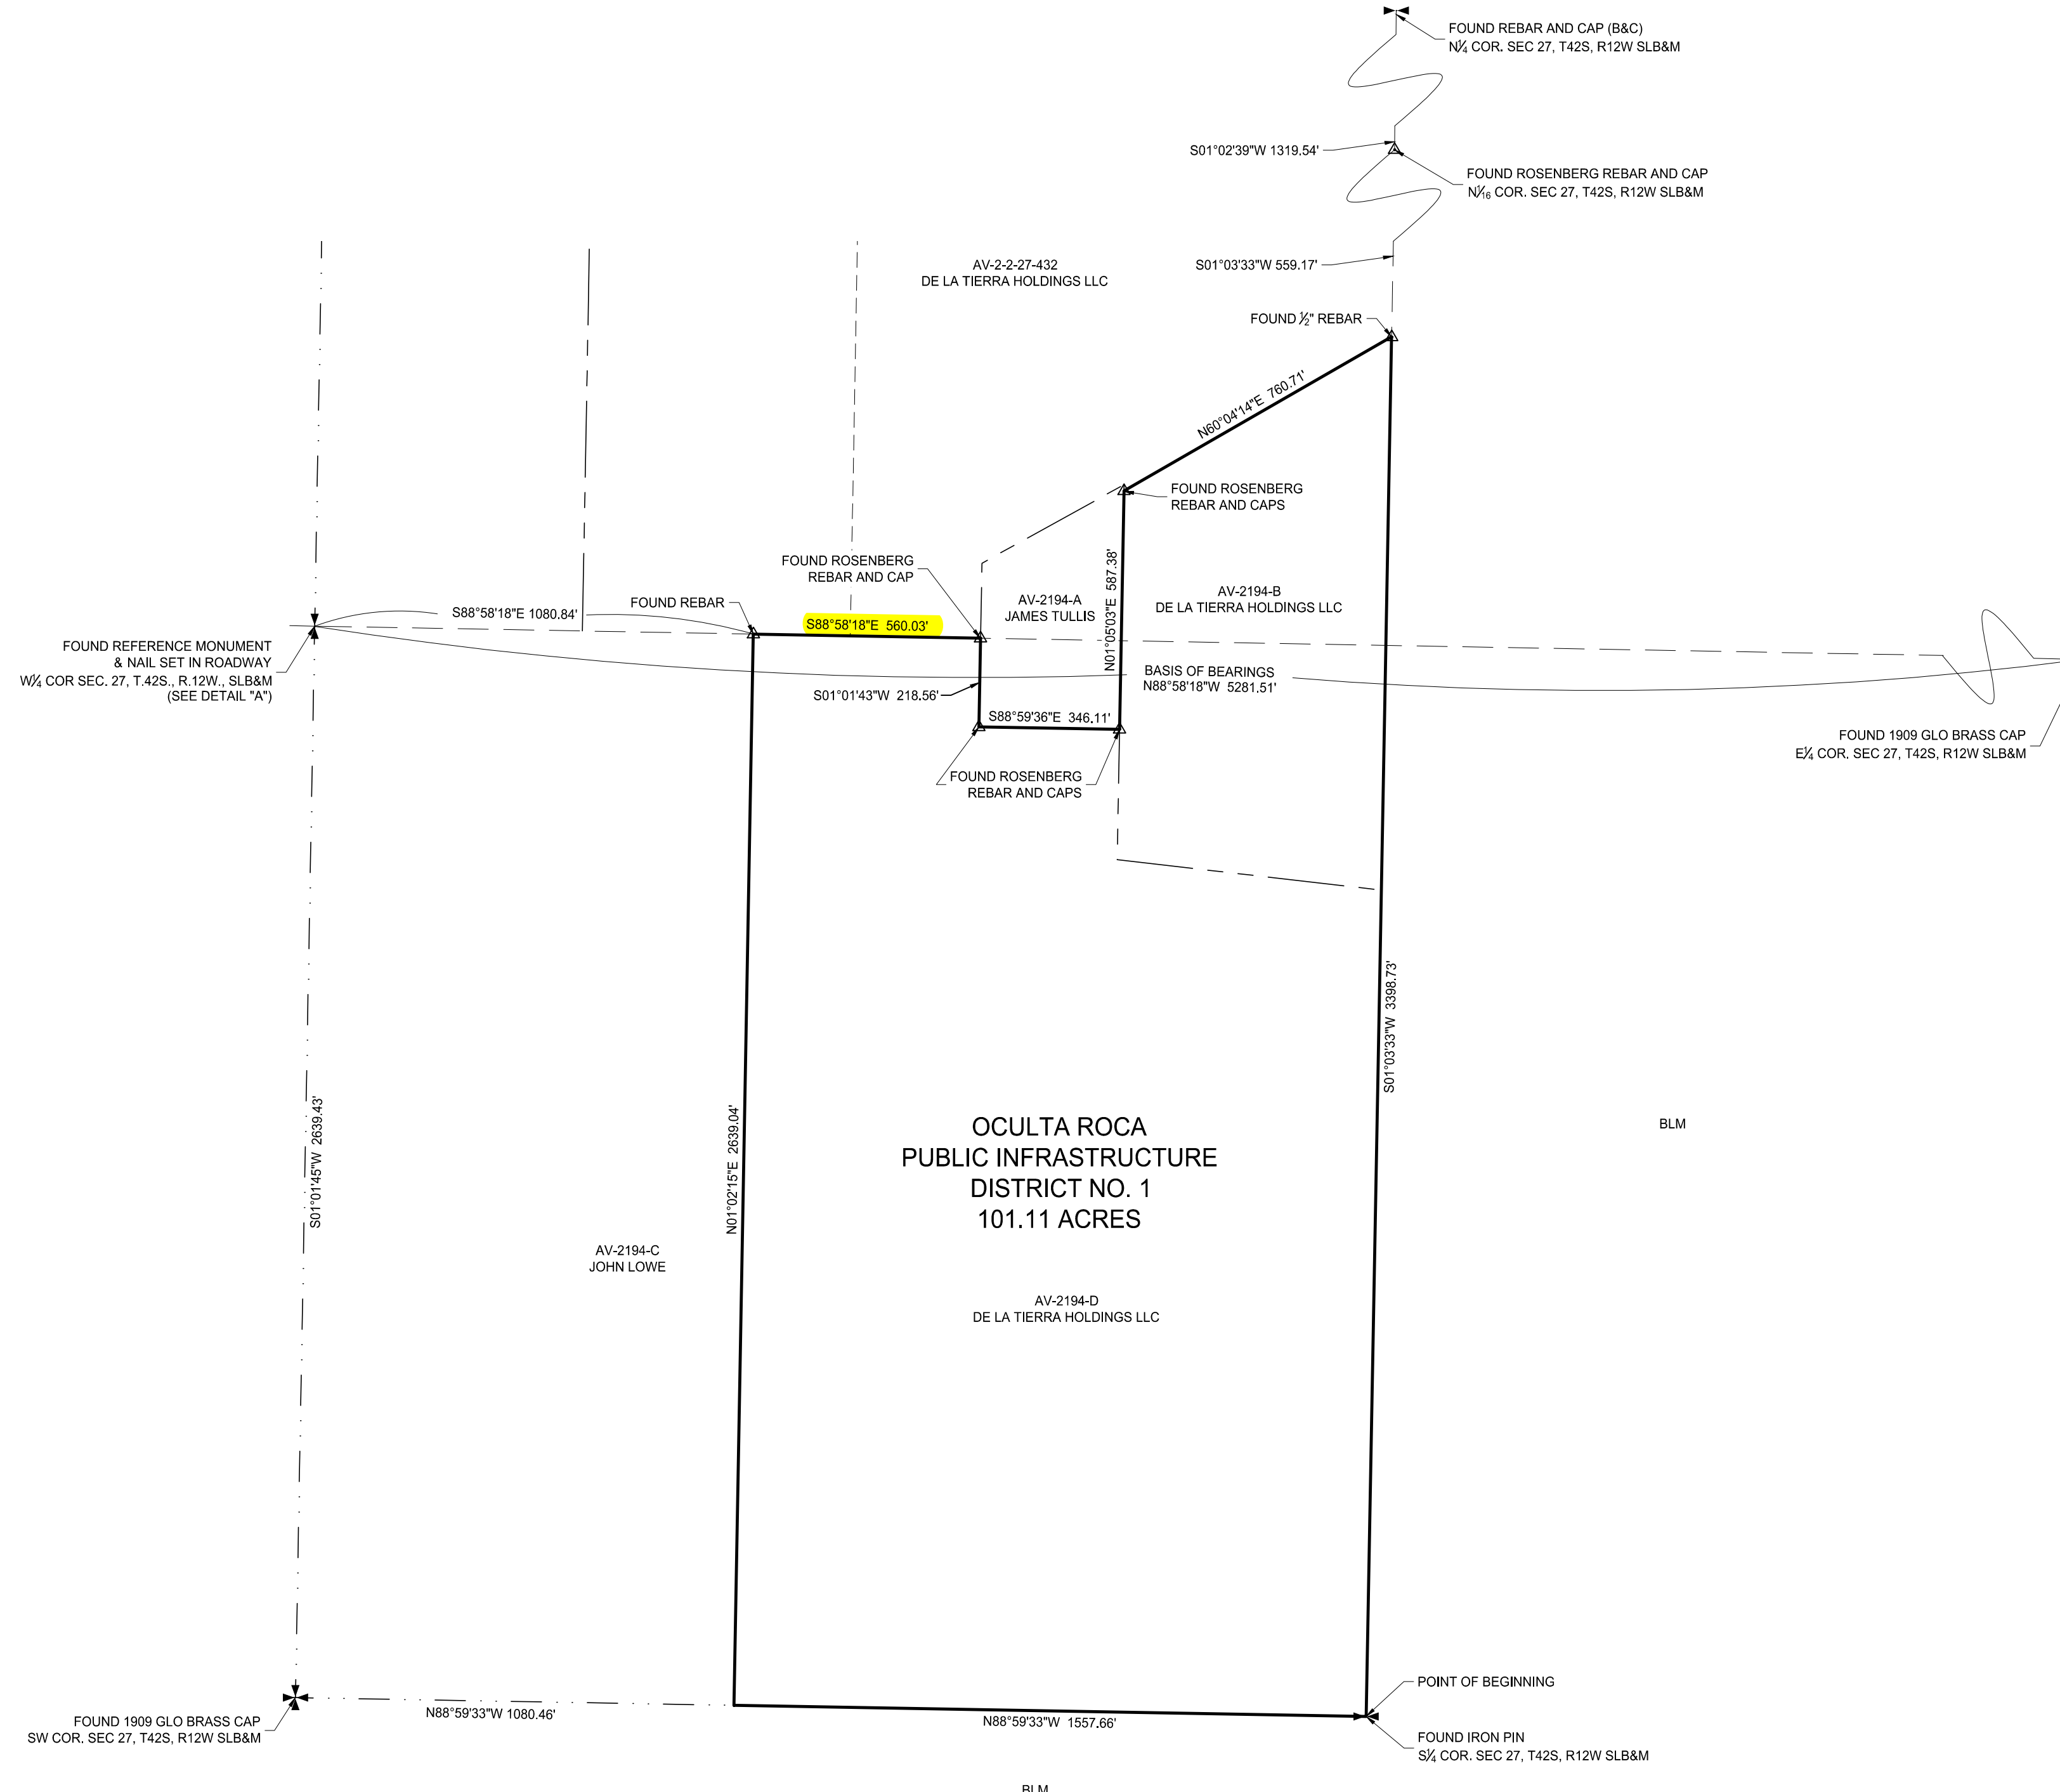 FOUND REBAR AND CAP (B&C)
N1/4 COR. SEC 27, T42S, R12W SLB&M
S01°02'39"W 1319.54'
FOUND ROSENBERG REBAR AND CAP
N1/16 COR. SEC 27, T42S, R12W SLB&M
AV-2-2-27-432
DE LA TIERRA HOLDINGS LLC
S01°03'33"W 559.17'
FOUND 1/2" REBAR
N60°04'14"E 760.71'
FOUND ROSENBERG
REBAR AND CAPS
FOUND ROSENBERG
REBAR AND CAP
N01°05'03"E 587.38'
AV-2194-A
JAMES TULLIS
AV-2194-B
DE LA TIERRA HOLDINGS LLC
S88°58'18"E 1080.84'
FOUND REBAR
S88°58'18"E 560.03'
FOUND REFERENCE MONUMENT
& NAIL SET IN ROADWAY
W1/4 COR SEC. 27, T.42S., R.12W., SLB&M
(SEE DETAIL "A")
BASIS OF BEARINGS
N88°58'18"W 5281.51'
S01°01'43"W 218.56'
S88°59'36"E 346.11'
FOUND 1909 GLO BRASS CAP
E1/4 COR. SEC 27, T42S, R12W SLB&M
FOUND ROSENBERG
REBAR AND CAPS
S01°03'33"W 3398.73'
S01°01'45"W 2639.43'
N01°02'15"E 2639.04'
OCULTA ROCA
PUBLIC INFRASTRUCTURE
DISTRICT NO. 1
101.11 ACRES
BLM
AV-2194-C
JOHN LOWE
AV-2194-D
DE LA TIERRA HOLDINGS LLC
POINT OF BEGINNING
N88°59'33"W 1080.46'
N88°59'33"W 1557.66'
FOUND 1909 GLO BRASS CAP
SW COR. SEC 27, T42S, R12W SLB&M
FOUND IRON PIN
S1/4 COR. SEC 27, T42S, R12W SLB&M
BLM